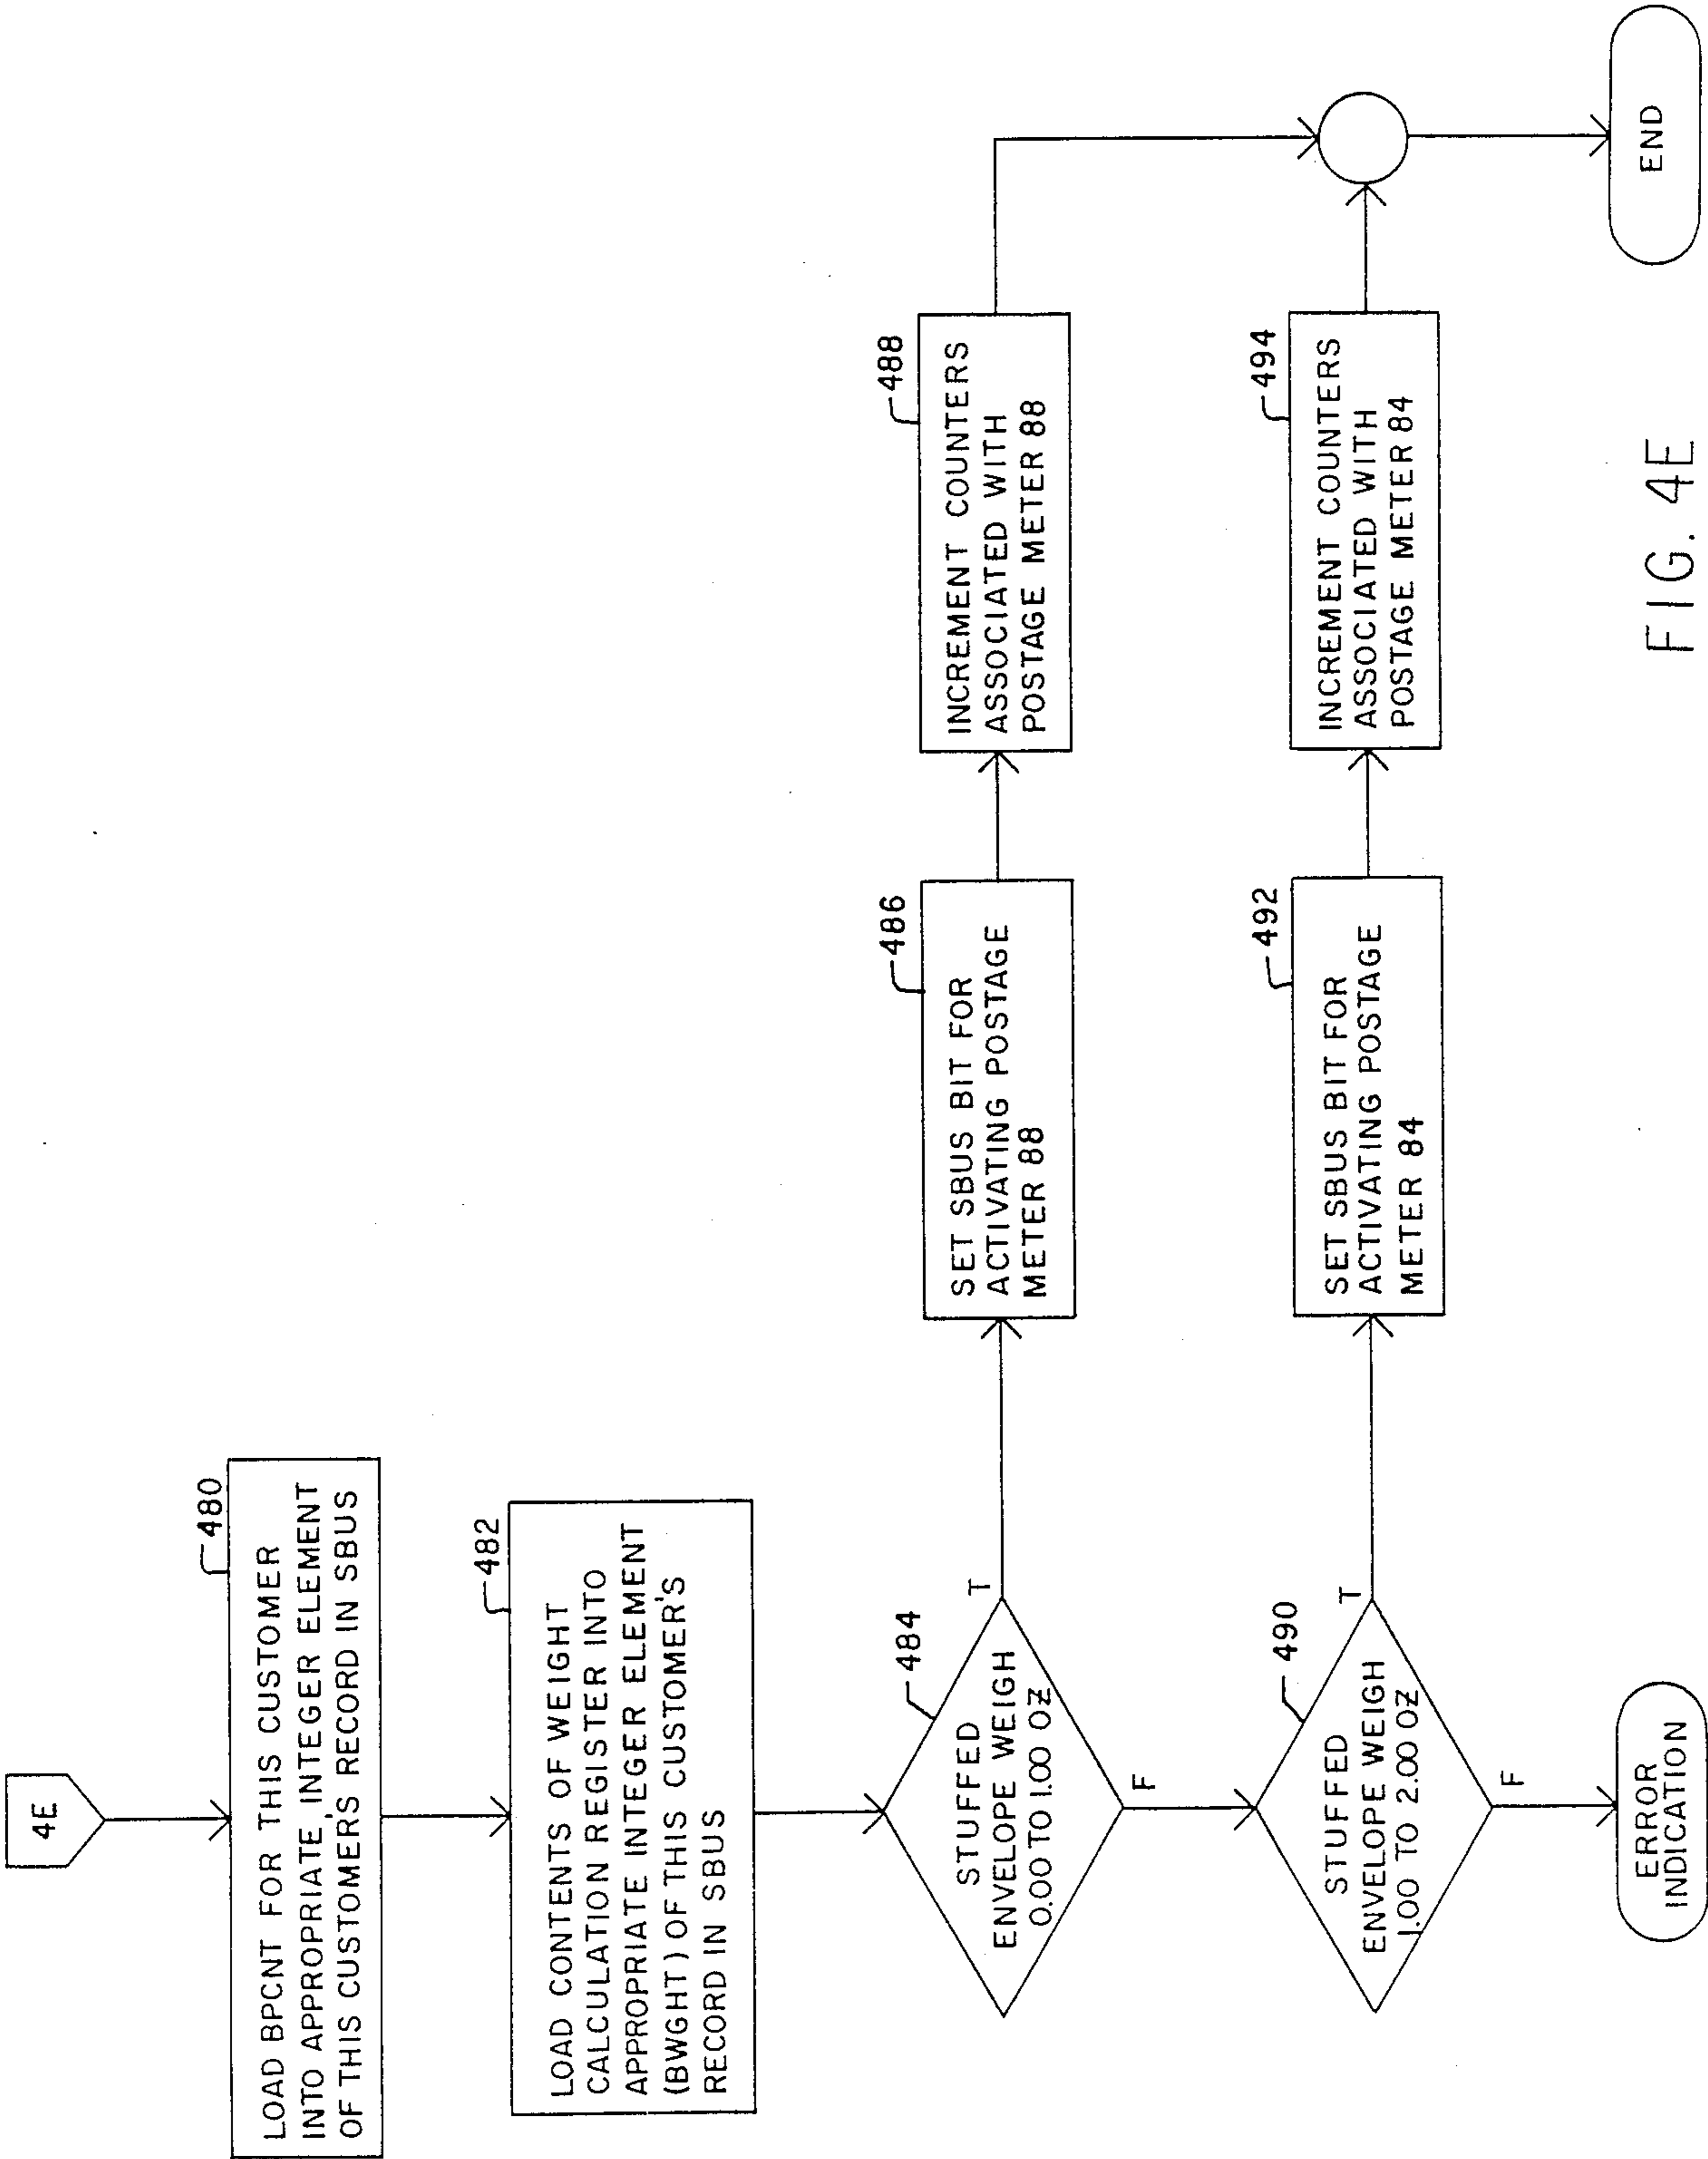 4E
480
LOAD BPCNT FOR THIS CUSTOMER
INTO APPROPRIATE INTEGER ELEMENT
OF THIS CUSTOMER'S RECORD IN SBUS
482
LOAD CONTENTS OF WEIGHT
CALCULATION REGISTER INTO
APPROPRIATE INTEGER ELEMENT
(BWGHT) OF THIS CUSTOMER'S
RECORD IN SBUS
484
STUFFED
ENVELOPE WEIGH
0.00 TO 1.00 OZ
T
F
486
SET SBUS BIT FOR
ACTIVATING POSTAGE
METER 88
488
INCREMENT COUNTERS
ASSOCIATED WITH
POSTAGE METER 88
490
STUFFED
ENVELOPE WEIGH
1.00 TO 2.00 OZ
T
F
492
SET SBUS BIT FOR
ACTIVATING POSTAGE
METER 84
494
INCREMENT COUNTERS
ASSOCIATED WITH
POSTAGE METER 84
ERROR
INDICATION
END
FIG. 4E